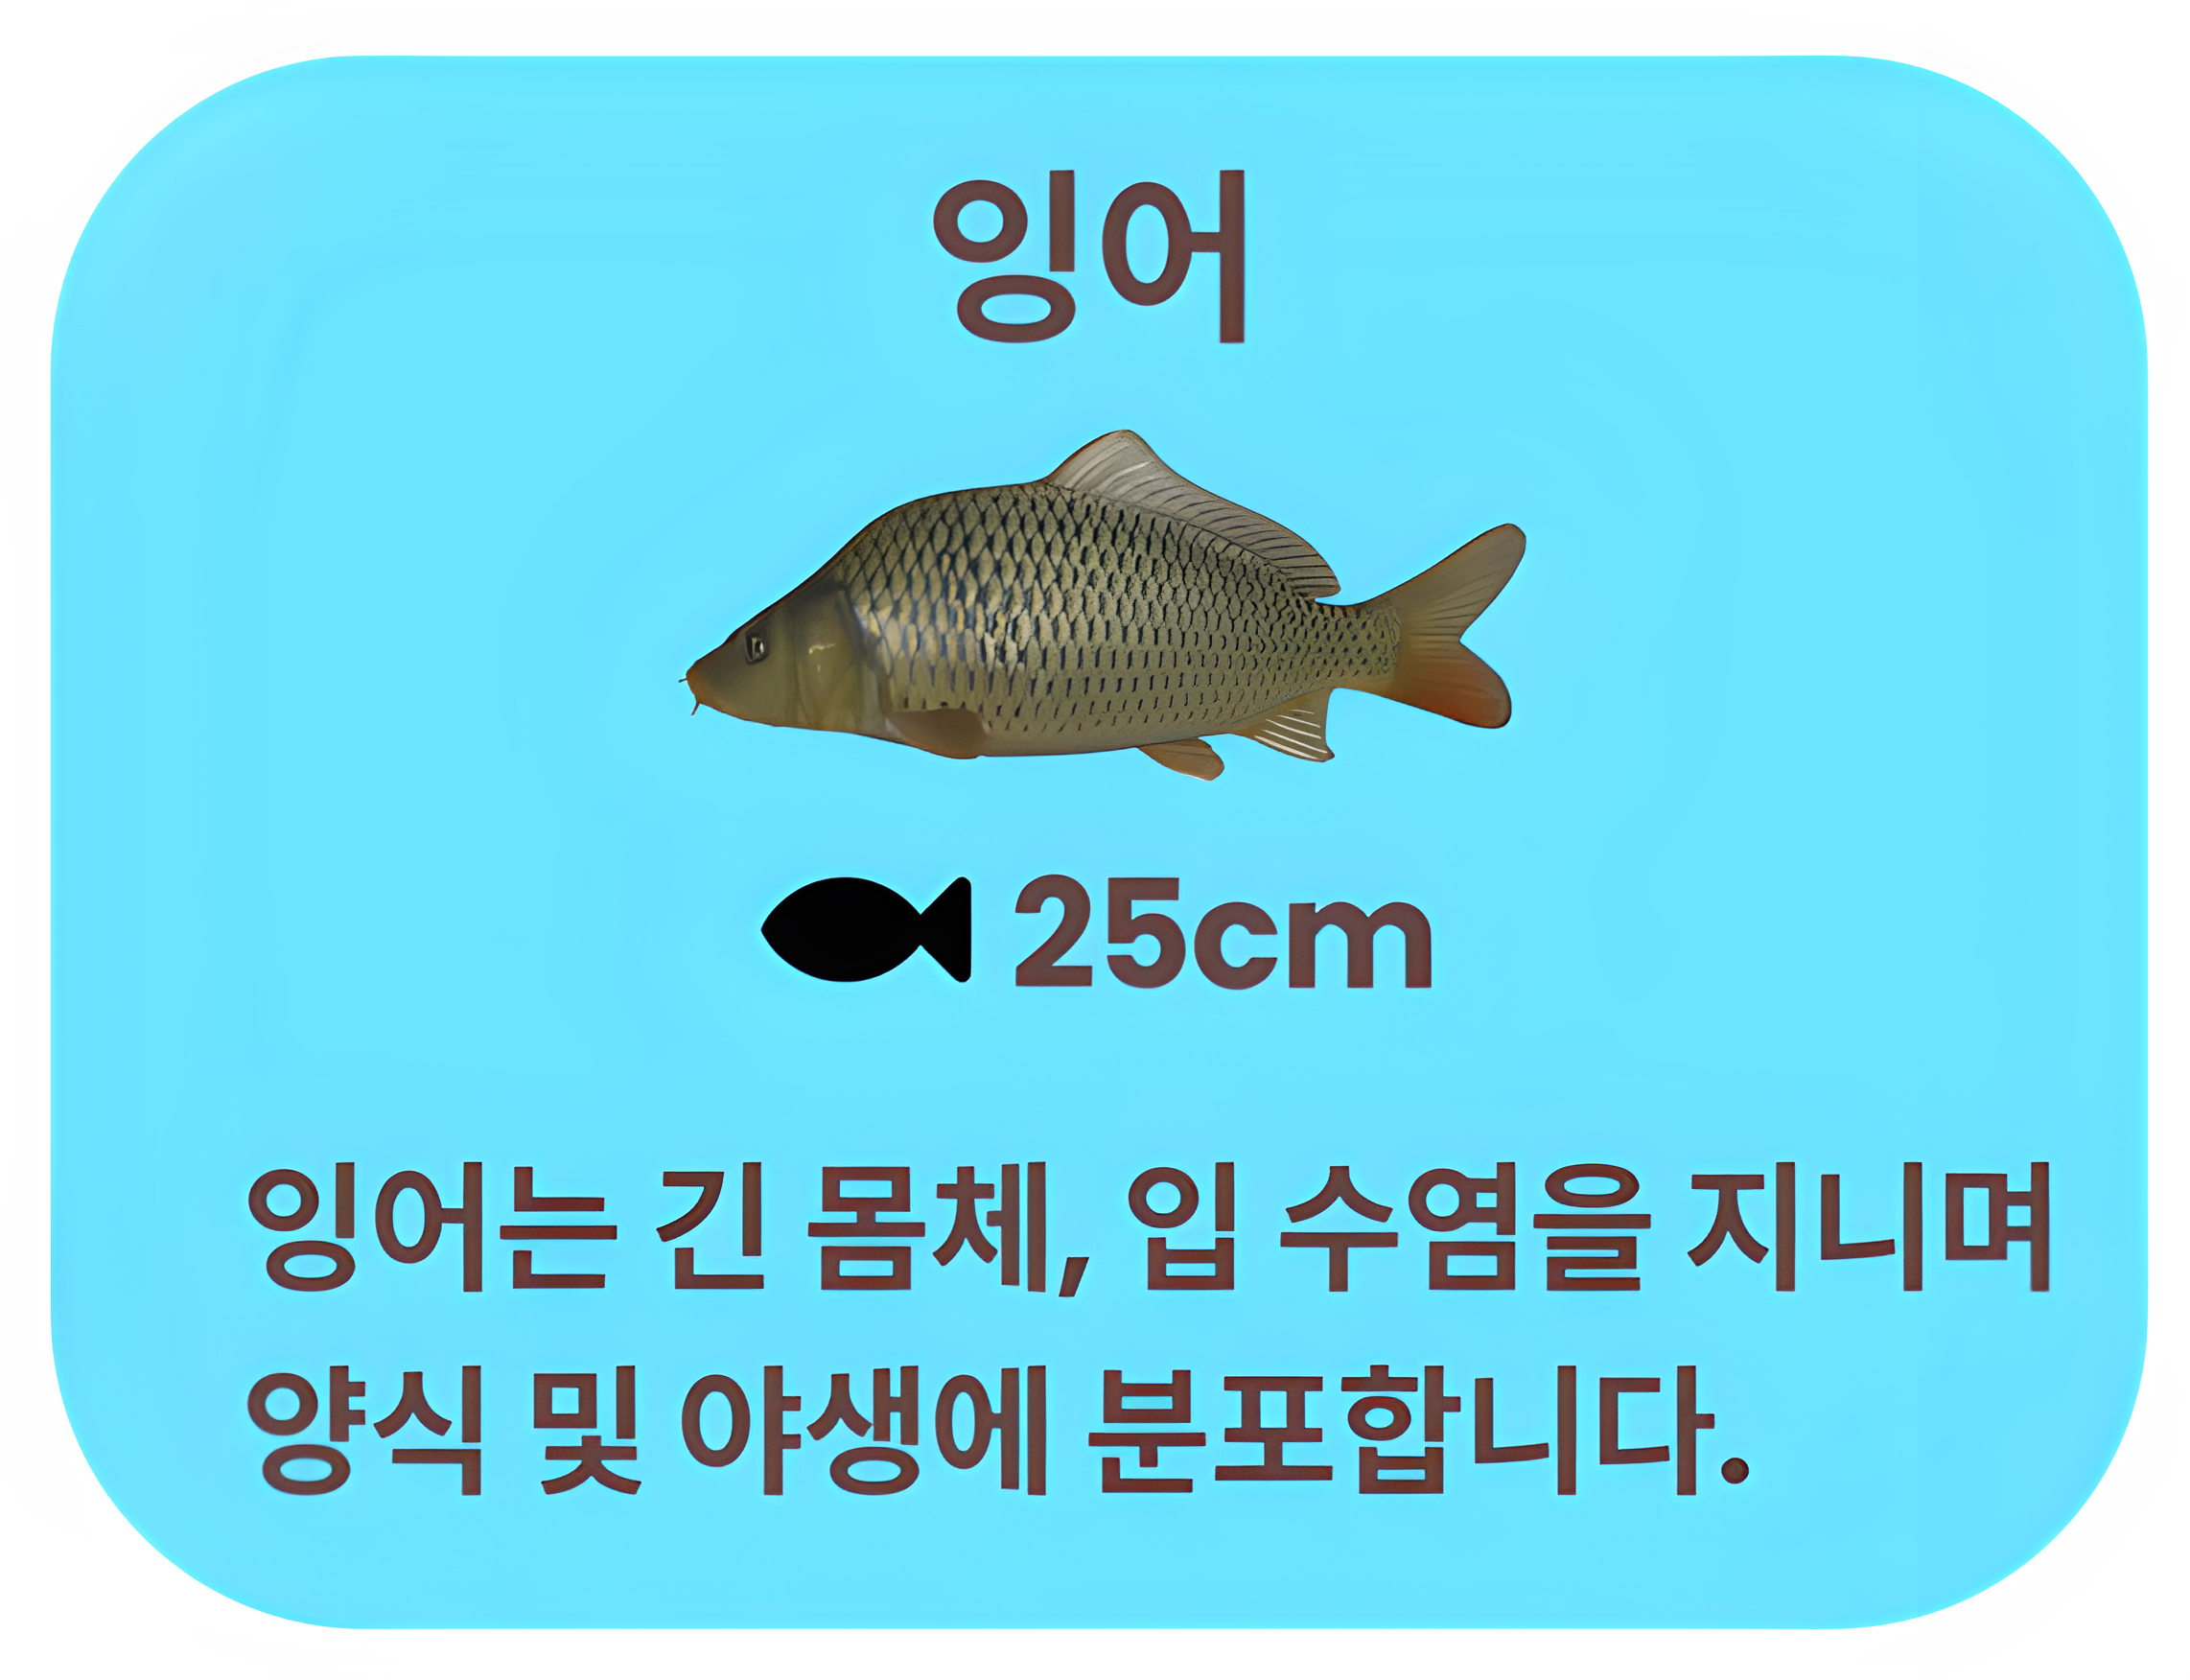 잉어
25cm
잉어는 긴 몸체, 입 수염을 지니며
양식 및 야생에 분포합니다.